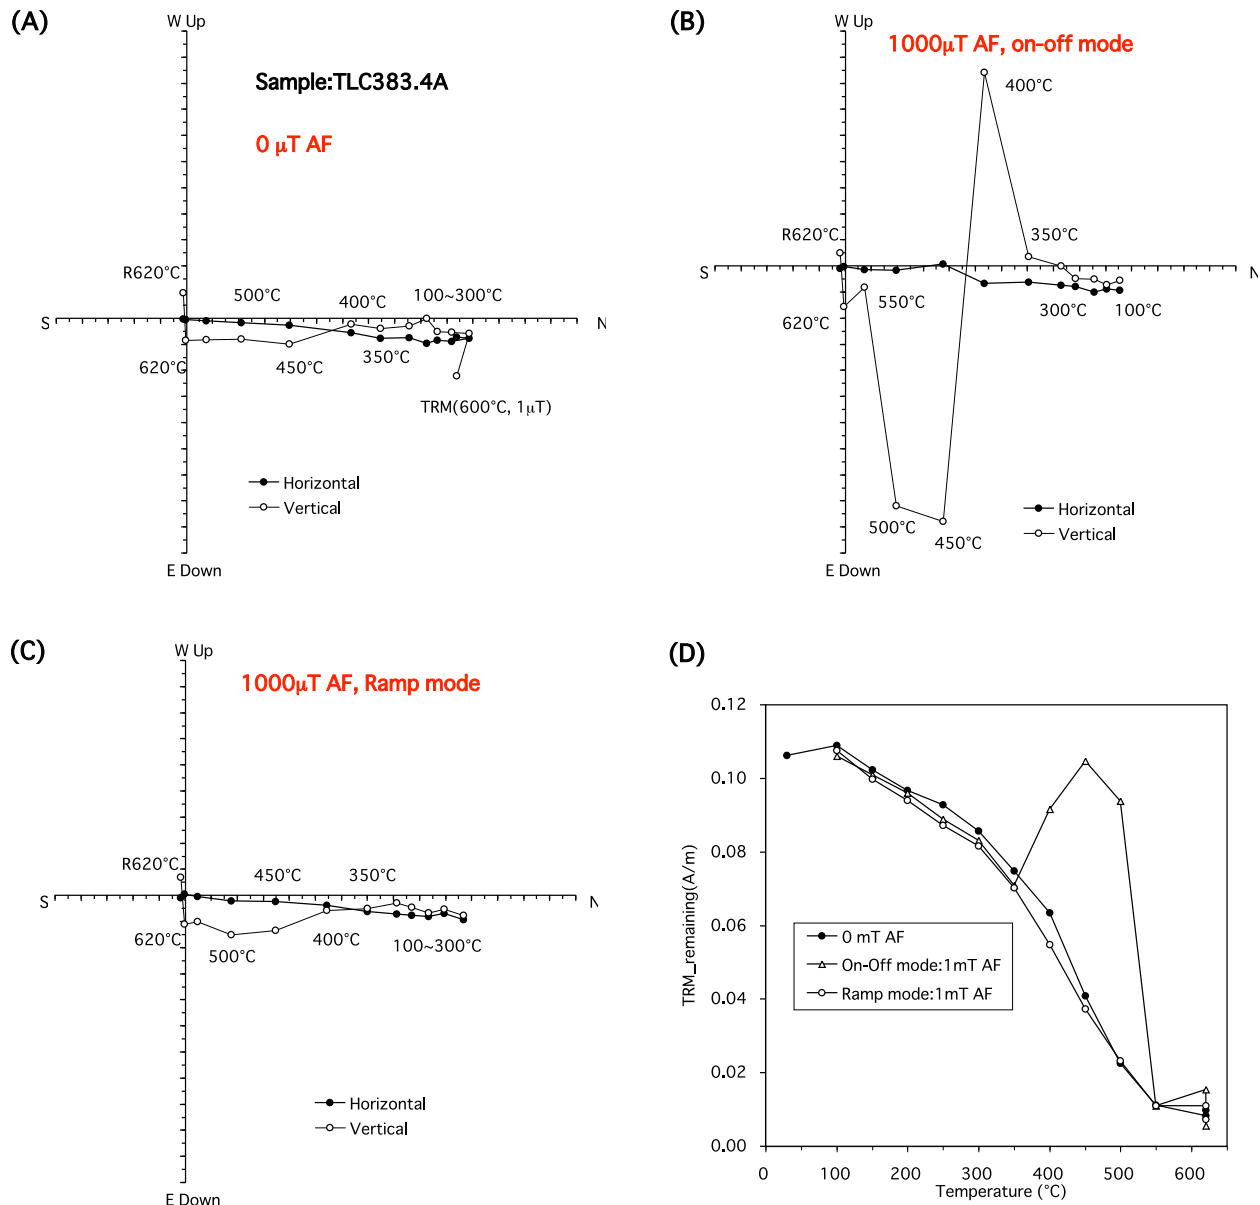 (A)
W Up
Sample:TLC383.4A
0 μT AF
R620°C
500°C
400°C
100~300°C
S
N
620°C
450°C
350°C
TRM(600°C, 1μT)
Horizontal
Vertical
E Down
(B)
W Up
1000μT AF, on-off mode
400°C
R620°C
350°C
S
N
620°C
550°C
300°C
100°C
500°C
450°C
Horizontal
Vertical
E Down
(C)
W Up
1000μT AF, Ramp mode
R620°C
450°C
350°C
S
N
620°C
500°C
400°C
100~300°C
Horizontal
Vertical
E Down
(D)
0.12
0.10
0.08
0.06
0.04
0.02
0.00
TRM_remaining(A/m)
0 mT AF
On-Off mode:1mT AF
Ramp mode:1mT AF
0 100 200 300 400 500 600
Temperature (°C)